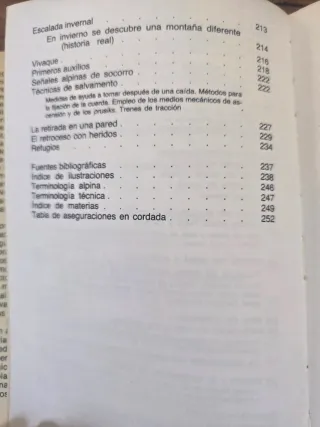 Escalada invernal . . . . . . . . 213
En invierno se descubre una montaña diferente
(historia real) . . . . . . . . 214
Vivaque . . . . . . . . 216
Primeros auxilios . . . . . . . . 218
Señales alpinas de socorro . . . . . . . . 222
Técnicas de salvamento . . . . . . . . 222
Medidas de ayuda a tomar después de una caída. Métodos para
la fijación de la cuerda. Empleo de los medios mecánicos de as-
censión y de los prusiks. Trenes de tracción
La retirada en una pared . . . . . . . . 227
El retroceso con heridos . . . . . . . . 229
Refugios . . . . . . . . 234
Fuentes bibliográficas . . . . . . . . 237
Índice de ilustraciones . . . . . . . . 238
Terminología alpina . . . . . . . . 246
Terminología técnica . . . . . . . . 247
Índice de materias . . . . . . . . 249
Tabla de aseguraciones en cordada . . . . . . . . 252